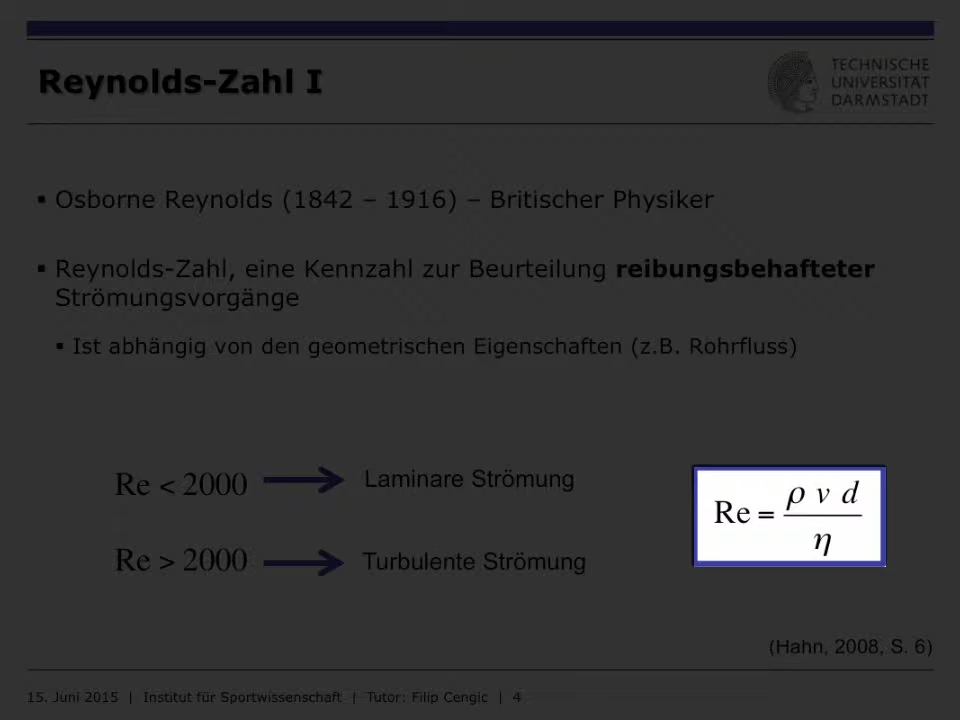 Reynolds-Zahl I
TECHNISCHE
UNIVERSITÄT
DARMSTADT
▪ Osborne Reynolds (1842 – 1916) – Britischer Physiker
▪ Reynolds-Zahl, eine Kennzahl zur Beurteilung reibungsbehafteter
Strömungsvorgänge
▪ Ist abhängig von den geometrischen Eigenschaften (z.B. Rohrfluss)
Re < 2000 Laminare Strömung
Re = ρ v d / η
Re > 2000 Turbulente Strömung
(Hahn, 2008, S. 6)
15. Juni 2015 | Institut für Sportwissenschaft | Tutor: Filip Cengic | 4